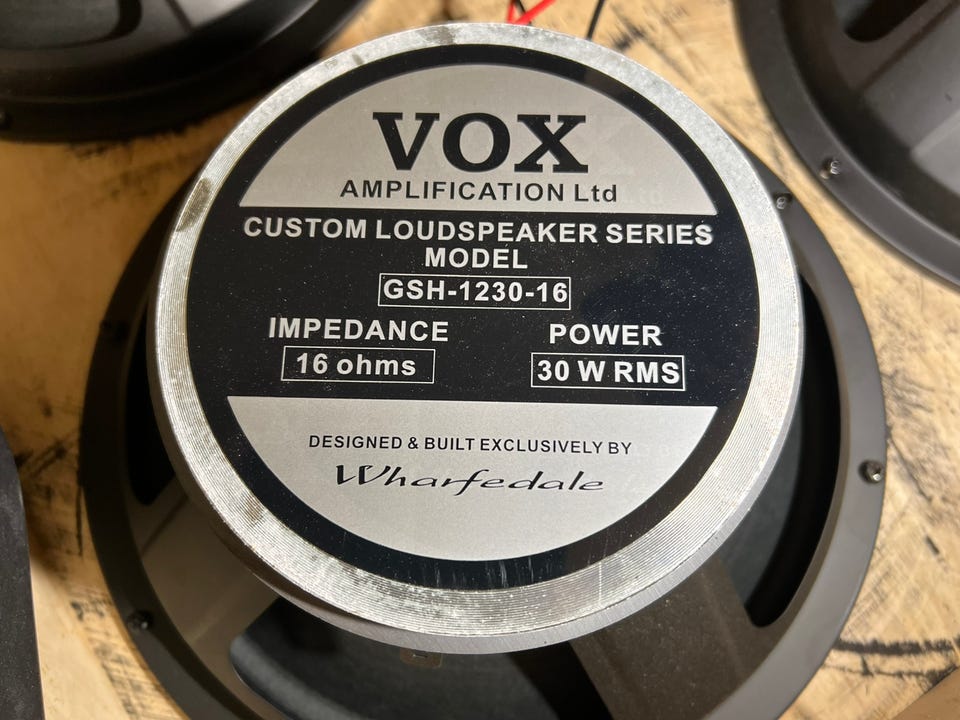 VOX
AMPLIFICATION Ltd
CUSTOM LOUDSPEAKER SERIES
MODEL
GSH-1230-16
IMPEDANCE POWER
16 ohms 30 W RMS
DESIGNED & BUILT EXCLUSIVELY BY
Wharfedale